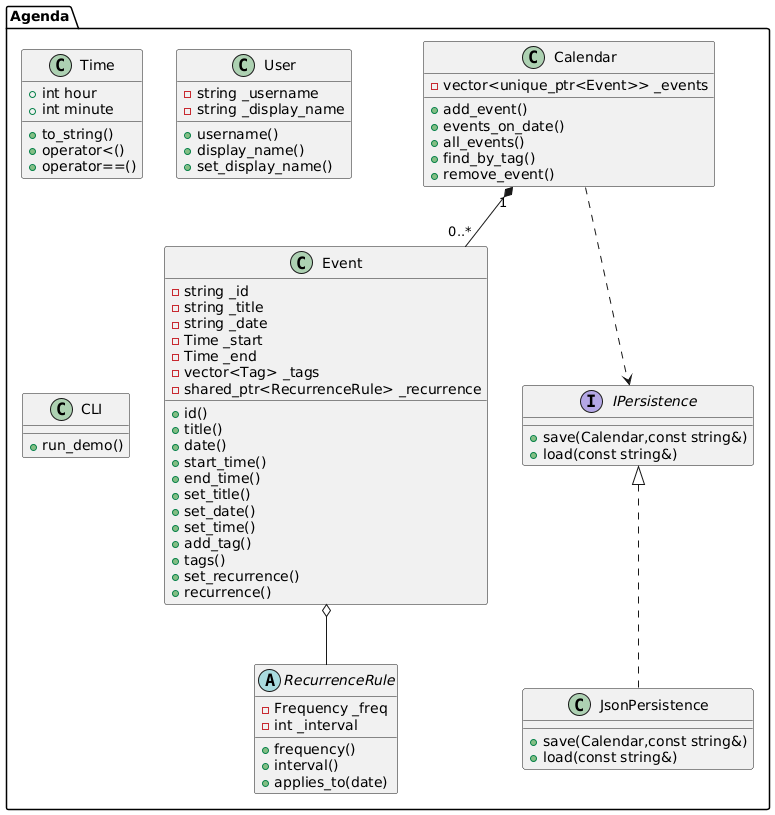 Agenda
C Time
int hour
int minute
to_string()
operator<()
operator==()
C User
string _username
string _display_name
username()
display_name()
set_display_name()
C Calendar
vector<unique_ptr<Event>> _events
add_event()
events_on_date()
all_events()
find_by_tag()
remove_event()
1
0..*
C Event
string _id
string _title
string _date
Time _start
Time _end
vector<Tag> _tags
shared_ptr<RecurrenceRule> _recurrence
id()
title()
date()
start_time()
end_time()
set_title()
set_date()
set_time()
add_tag()
tags()
set_recurrence()
recurrence()
C CLI
run_demo()
I IPersistence
save(Calendar,const string&)
load(const string&)
A RecurrenceRule
Frequency _freq
int _interval
frequency()
interval()
applies_to(date)
C JsonPersistence
save(Calendar,const string&)
load(const string&)